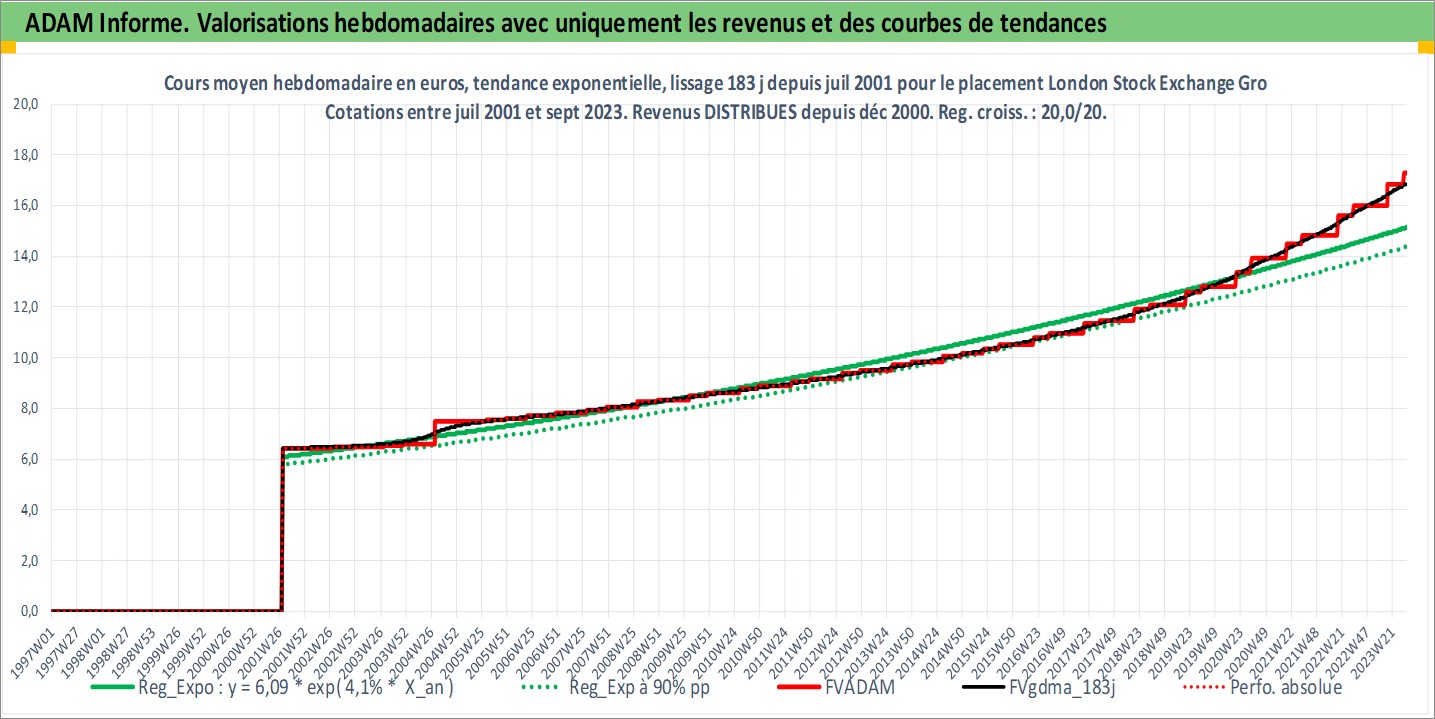 ADAM Informe. Valorisations hebdomadaires avec uniquement les revenus et des courbes de tendances
Cours moyen hebdomadaire en euros, tendance exponentielle, lissage 183 j depuis juil 2001 pour le placement London Stock Exchange Gro
Cotations entre juil 2001 et sept 2023. Revenus DISTRIBUES depuis déc 2000. Reg. croiss. : 20,0/20.
20,0
18,0
16,0
14,0
12,0
10,0
8,0
6,0
4,0
2,0
0,0
1997W01
1997W27
1998W01
1998W27
1998W53
1999W26
1999W52
2000W26
2000W52
2001W26
2001W52
2002W26
2002W52
2003W26
2003W52
2004W26
2004W52
2005W25
2005W51
2006W25
2006W51
2007W25
2007W51
2008W25
2008W51
2009W25
2009W51
2010W24
2010W50
2011W24
2011W50
2012W24
2012W50
2013W24
2013W50
2014W24
2014W50
2015W24
2015W50
2016W23
2016W49
2017W23
2017W49
2018W23
2018W49
2019W23
2019W49
2020W23
2020W49
2021W22
2021W48
2022W21
2022W47
2023W21
Reg_Expo : y = 6,09 * exp( 4,1% * X_an )
Reg_Exp à 90% pp
FVADAM
FVgdma_183j
Perfo. absolue